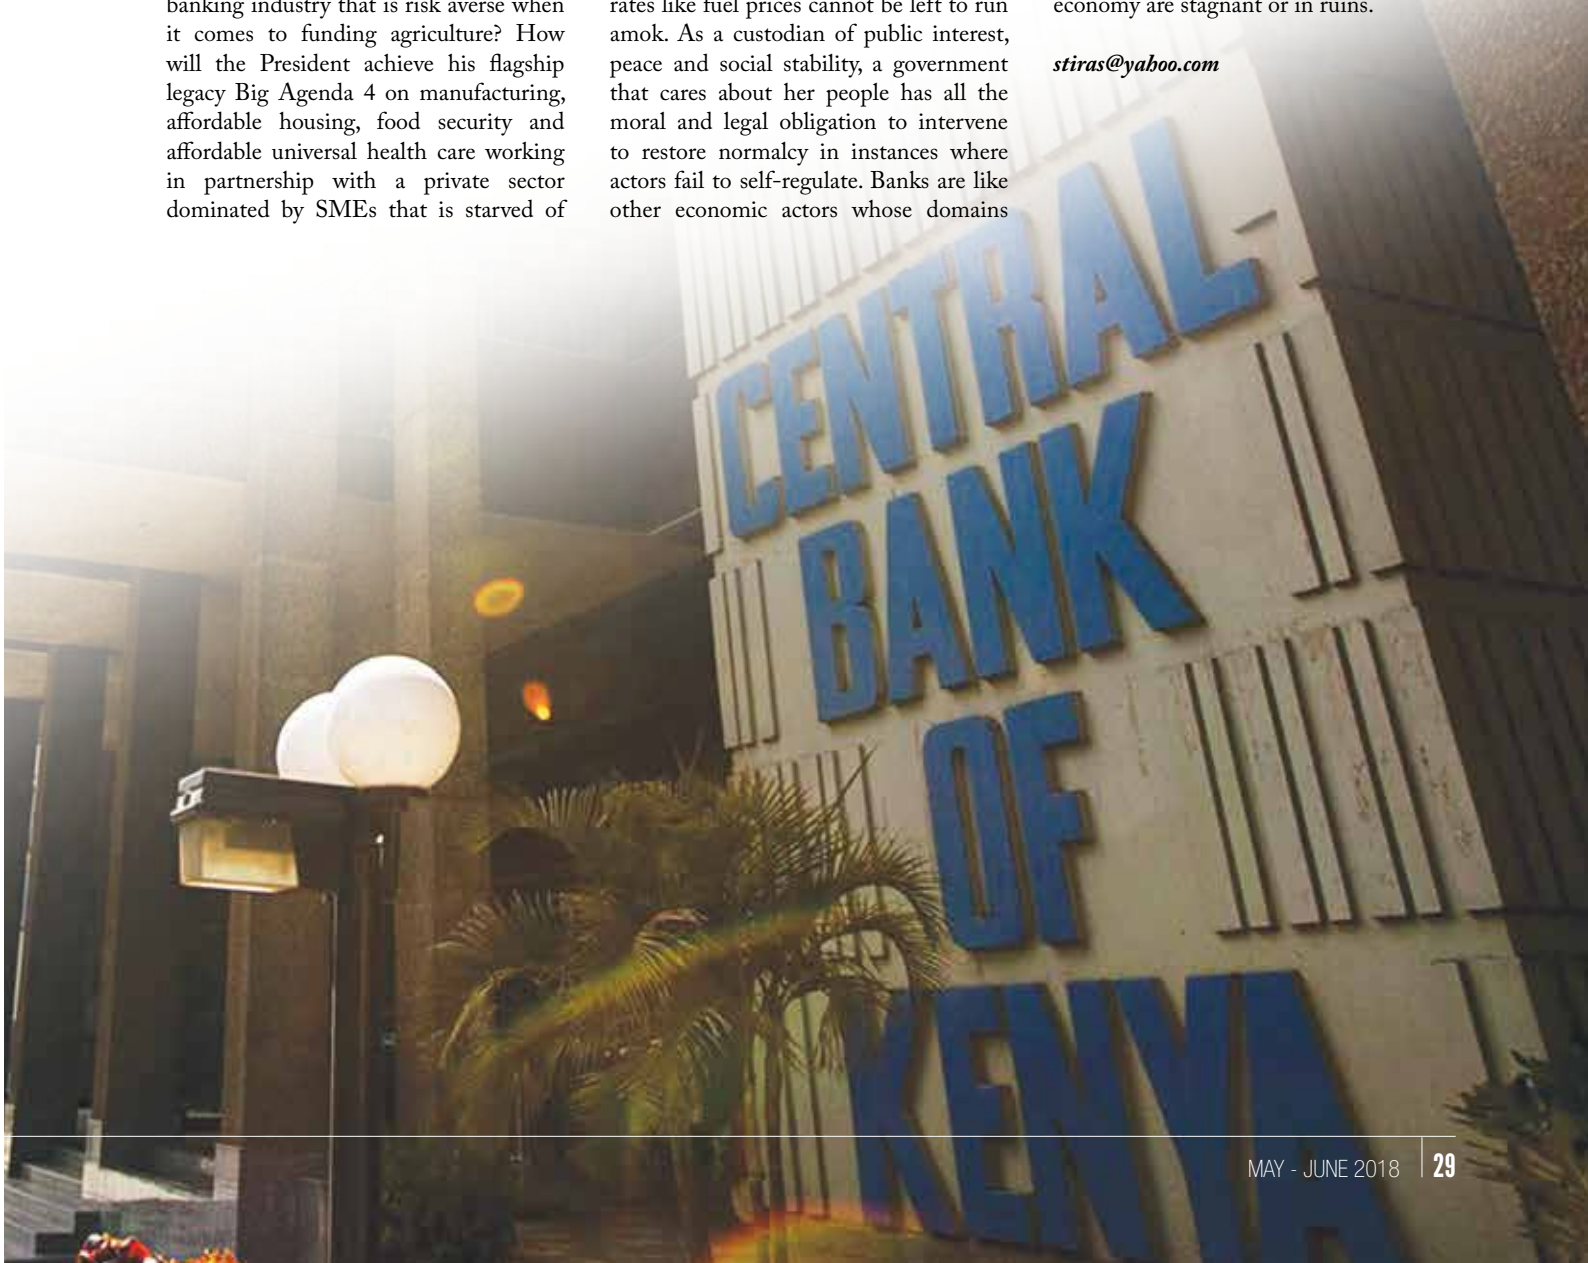 banking industry that is risk averse when
it comes to funding agriculture? How
will the President achieve his flagship
legacy Big Agenda 4 on manufacturing,
affordable housing, food security and
affordable universal health care working
in partnership with a private sector
dominated by SMEs that is starved of
rates like fuel prices cannot be left to run
amok. As a custodian of public interest,
peace and social stability, a government
that cares about her people has all the
moral and legal obligation to intervene
to restore normalcy in instances where
actors fail to self-regulate. Banks are like
other economic actors whose domains
economy are stagnant or in ruins.
stiras@yahoo.com
CENTRAL
BANK
OF
KENYA
MAY - JUNE 2018 29